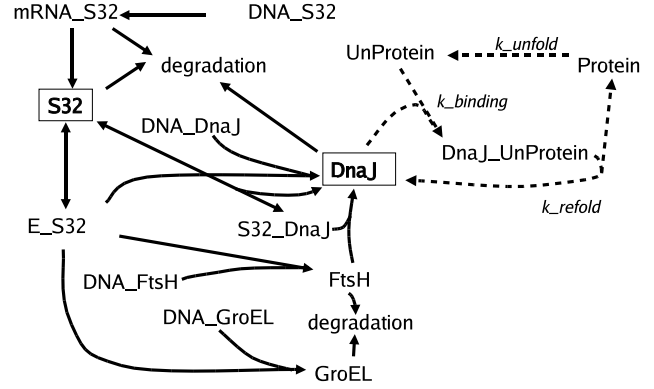 mRNA_S32
DNA_S32
UnProtein
k_unfold
Protein
degradation
S32
k_binding
DNA_DnaJ
DnaJ_UnProtein
DnaJ
k_refold
E_S32
S32_DnaJ
DNA_FtsH
FtsH
DNA_GroEL
degradation
GroEL